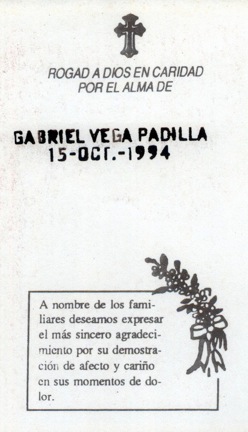 ROGAD A DIOS EN CARIDAD
POR EL ALMA DE
GABRIEL VEGA PADILLA
15-OCT.-1994
A nombre de los fami-
liares deseamos expresar
el más sincero agradeci-
miento por su demostra-
ción de afecto y cariño
en sus momentos de do-
lor.